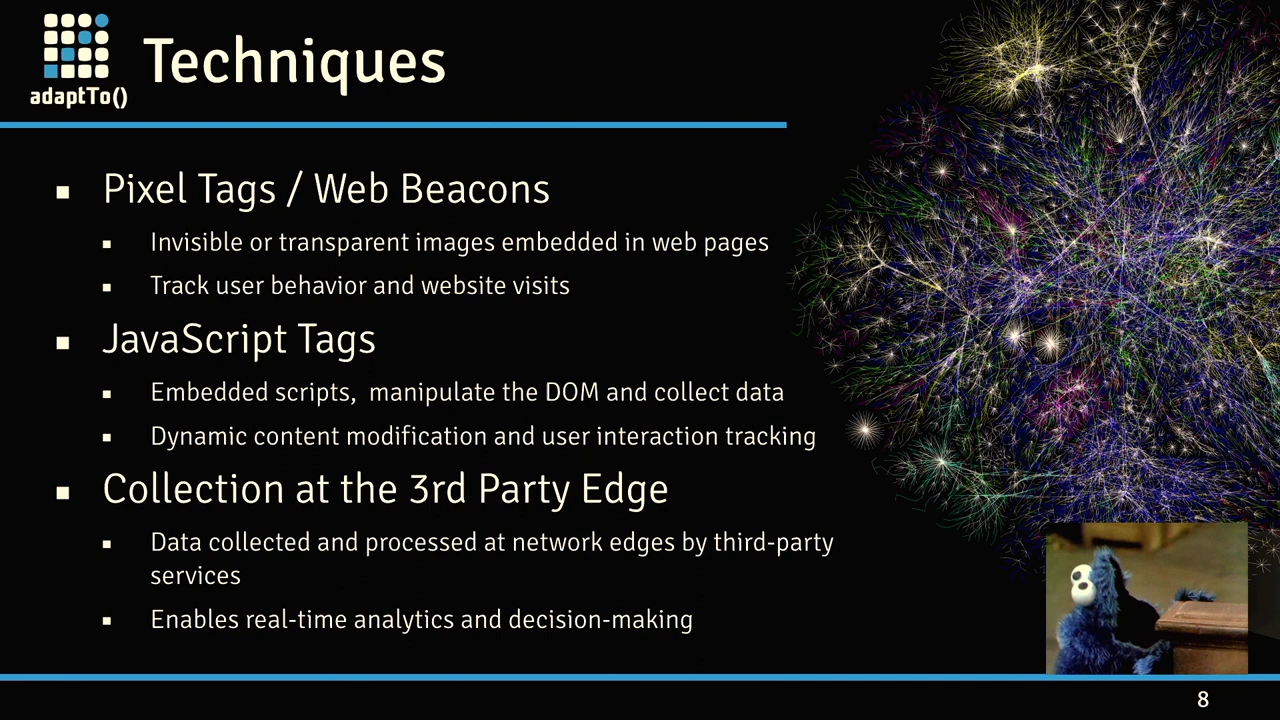 adaptTo()
Techniques
Pixel Tags / Web Beacons
Invisible or transparent images embedded in web pages
Track user behavior and website visits
JavaScript Tags
Embedded scripts,  manipulate the DOM and collect data
Dynamic content modification and user interaction tracking
Collection at the 3rd Party Edge
Data collected and processed at network edges by third-party
services
Enables real-time analytics and decision-making
8